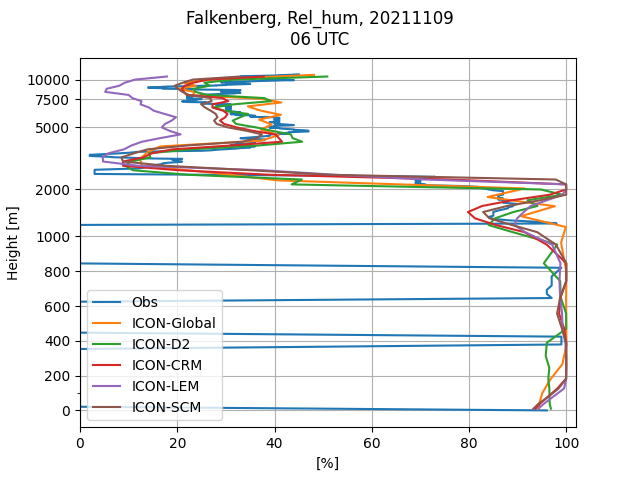 Falkenberg, Rel_hum, 20211109
06 UTC
10000
7500
5000
2000
1000
800
600
400
200
0
Height [m]
Obs
ICON-Global
ICON-D2
ICON-CRM
ICON-LEM
ICON-SCM
0 20 40 60 80 100
[%]